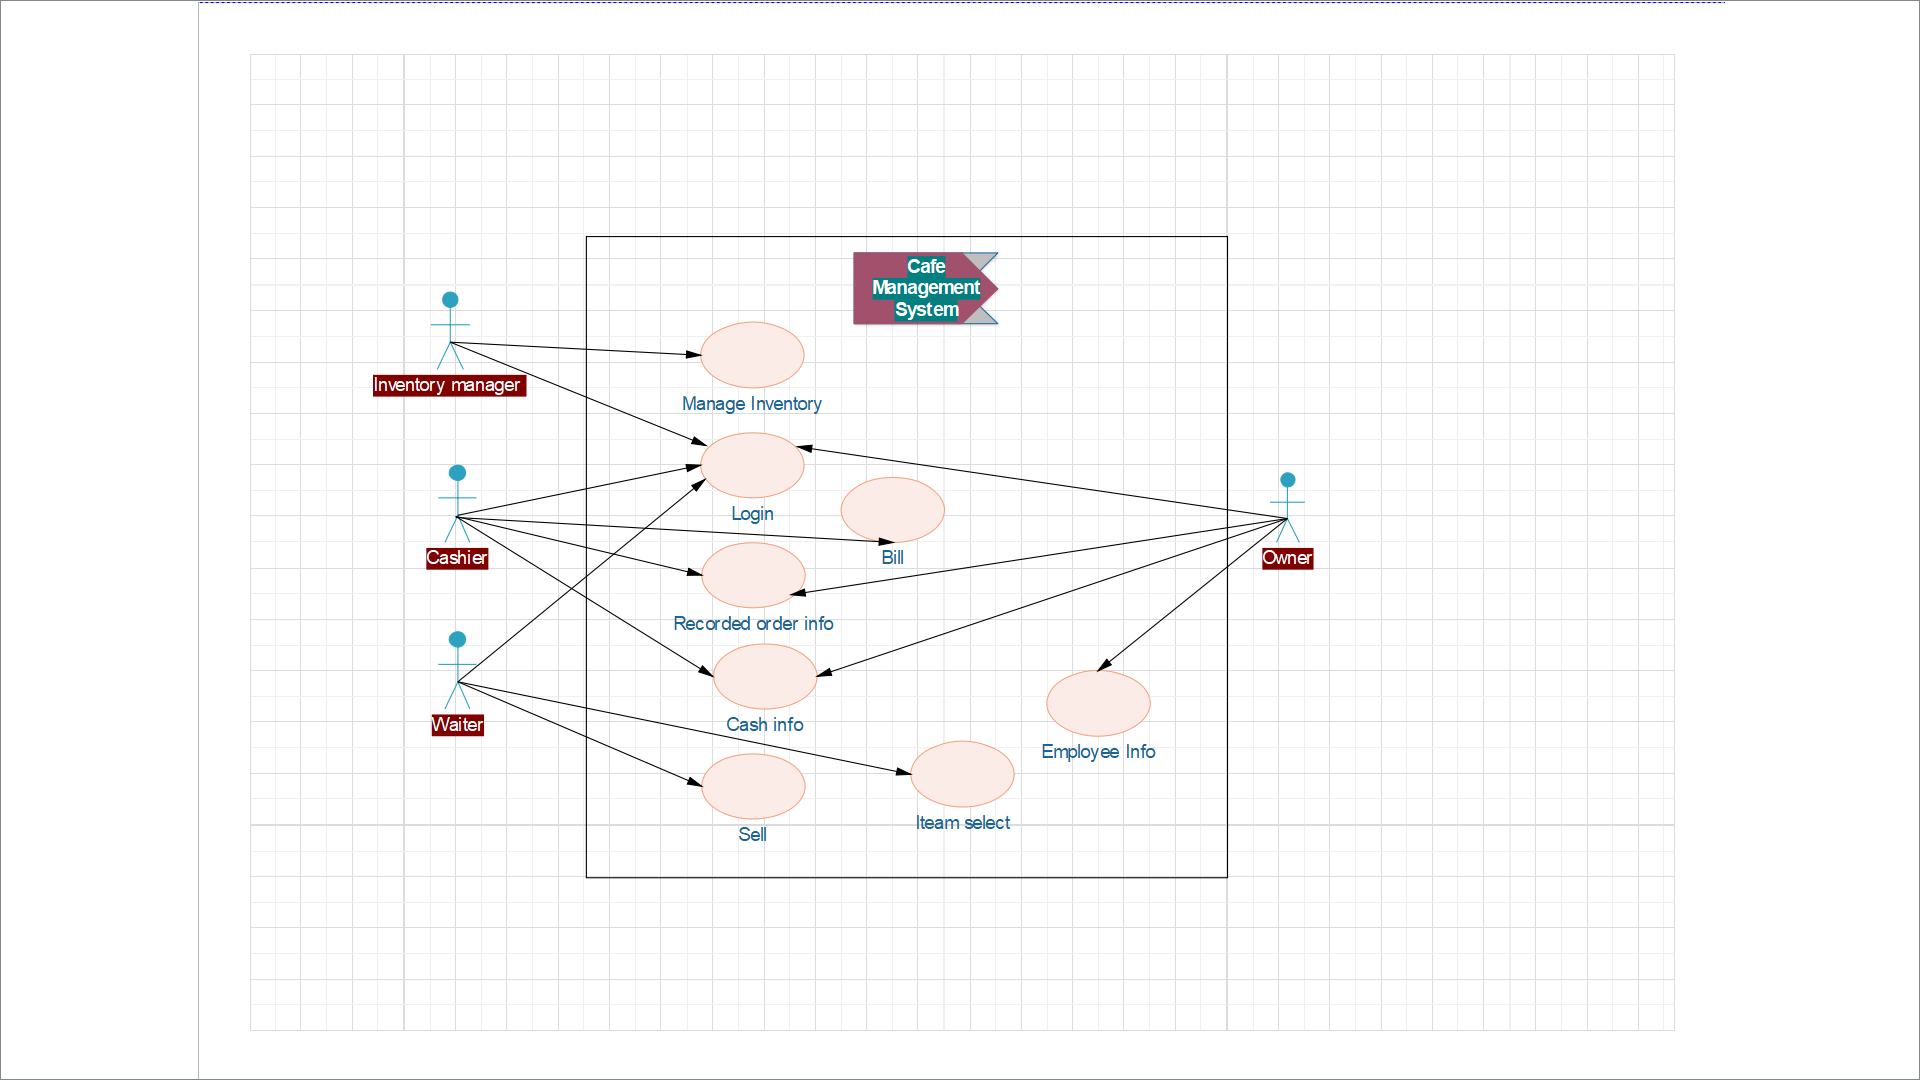 Cafe
Management
System
Inventory manager
Manage Inventory
Login
Cashier
Bill
Owner
Recorded order info
Waiter
Cash info
Employee Info
Iteam select
Sell